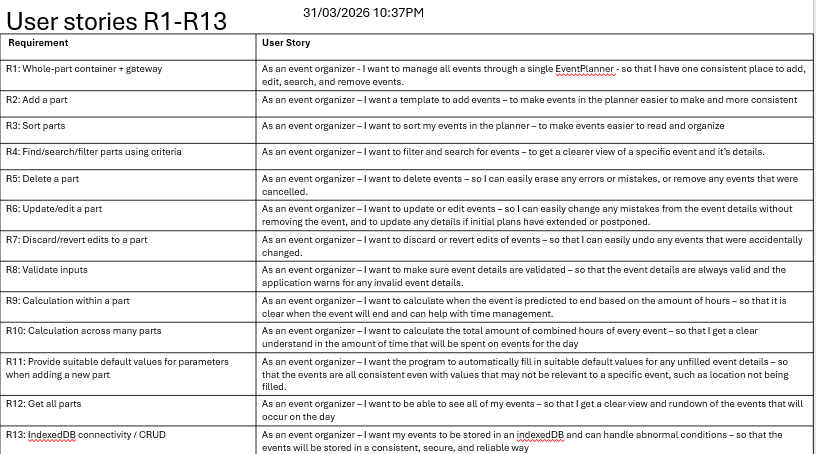 User stories R1-R13
31/03/2026 10:37PM
Requirement
User Story
R1: Whole-part container + gateway
As an event organizer - I want to manage all events through a single EventPlanner - so that I have one consistent place to add,
edit, search, and remove events.
R2: Add a part
As an event organizer – I want a template to add events – to make events in the planner easier to make and more consistent
R3: Sort parts
As an event organizer – I want to sort my events in the planner – to make events easier to read and organize
R4: Find/search/filter parts using criteria
As an event organizer – I want to filter and search for events – to get a clearer view of a specific event and it's details.
R5: Delete a part
As an event organizer – I want to delete events – so I can easily erase any errors or mistakes, or remove any events that were
cancelled.
R6: Update/edit a part
As an event organizer – I want to update or edit events – so I can easily change any mistakes from the event details without
removing the event, and to update any details if initial plans have extended or postponed.
R7: Discard/revert edits to a part
As an event organizer – I want to discard or revert edits of events – so that I can easily undo any events that were accidentally
changed.
R8: Validate inputs
As an event organizer – I want to make sure event details are validated – so that the event details are always valid and the
application warns for any invalid event details.
R9: Calculation within a part
As an event organizer – I want to calculate when the event is predicted to end based on the amount of hours – so that it is
clear when the event will end and can help with time management.
R10: Calculation across many parts
As an event organizer – I want to calculate the total amount of combined hours of every event – so that I get a clear
understand in the amount of time that will be spent on events for the day
R11: Provide suitable default values for parameters
when adding a new part
As an event organizer – I want the program to automatically fill in suitable default values for any unfilled event details – so
that the events are all consistent even with values that may not be relevant to a specific event, such as location not being
filled.
R12: Get all parts
As an event organizer – I want to be able to see all of my events – so that I get a clear view and rundown of the events that will
occur on the day
R13: IndexedDB connectivity / CRUD
As an event organizer – I want my events to be stored in an indexedDB and can handle abnormal conditions – so that the
events will be stored in a consistent, secure, and reliable way